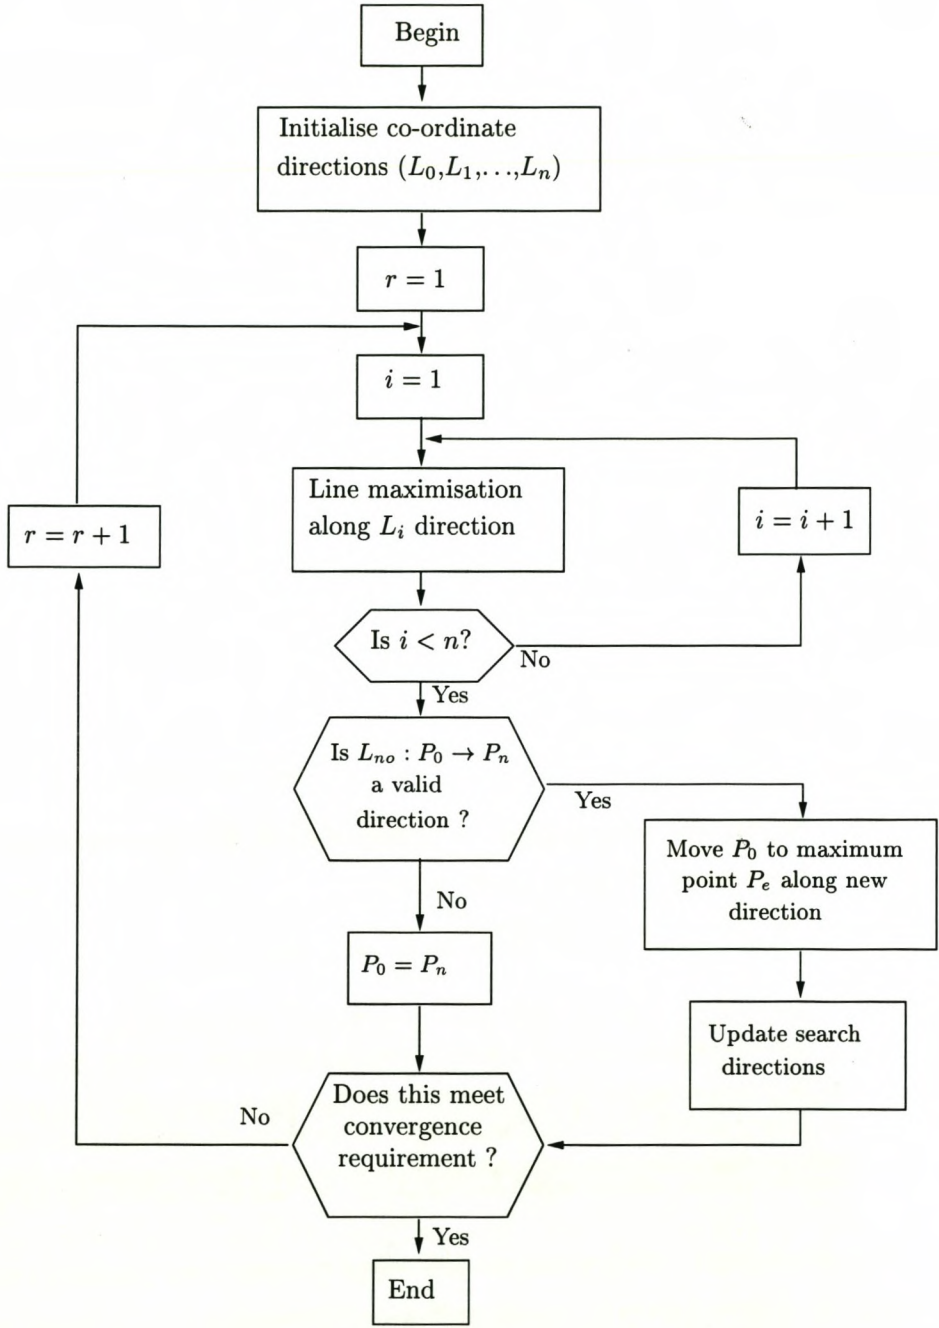 Begin
Initialise co-ordinate
directions (L₀,L₁,…,Lₙ)
r = 1
i = 1
Line maximisation
along Lᵢ direction
r = r + 1
i = i + 1
Is i < n?
No
Yes
Is Lₙₒ : P₀ → Pₙ
a valid
direction ?
Yes
Move P₀ to maximum
point Pₑ along new
direction
No
P₀ = Pₙ
Update search
directions
Does this meet
convergence
requirement ?
No
Yes
End